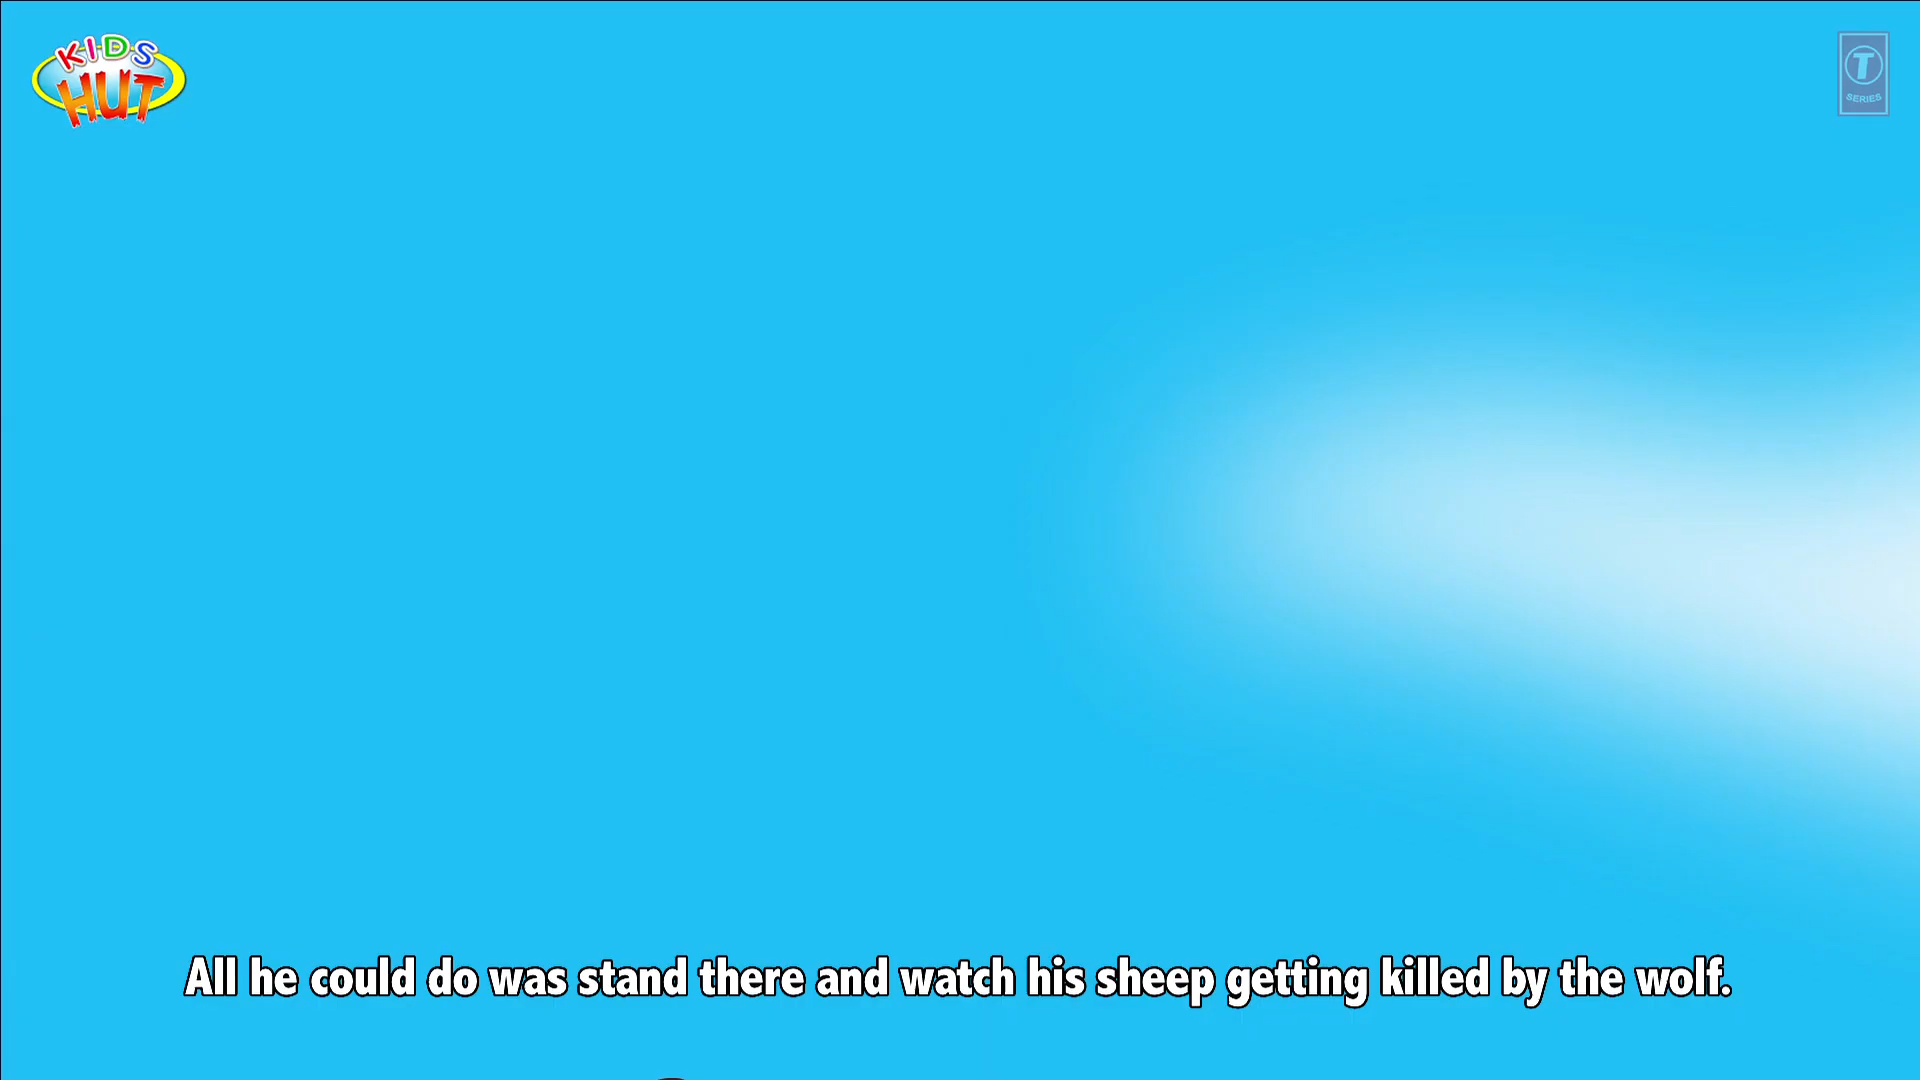 KIDS
HUT
T
SERIES
All he could do was stand there and watch his sheep getting killed by the wolf.